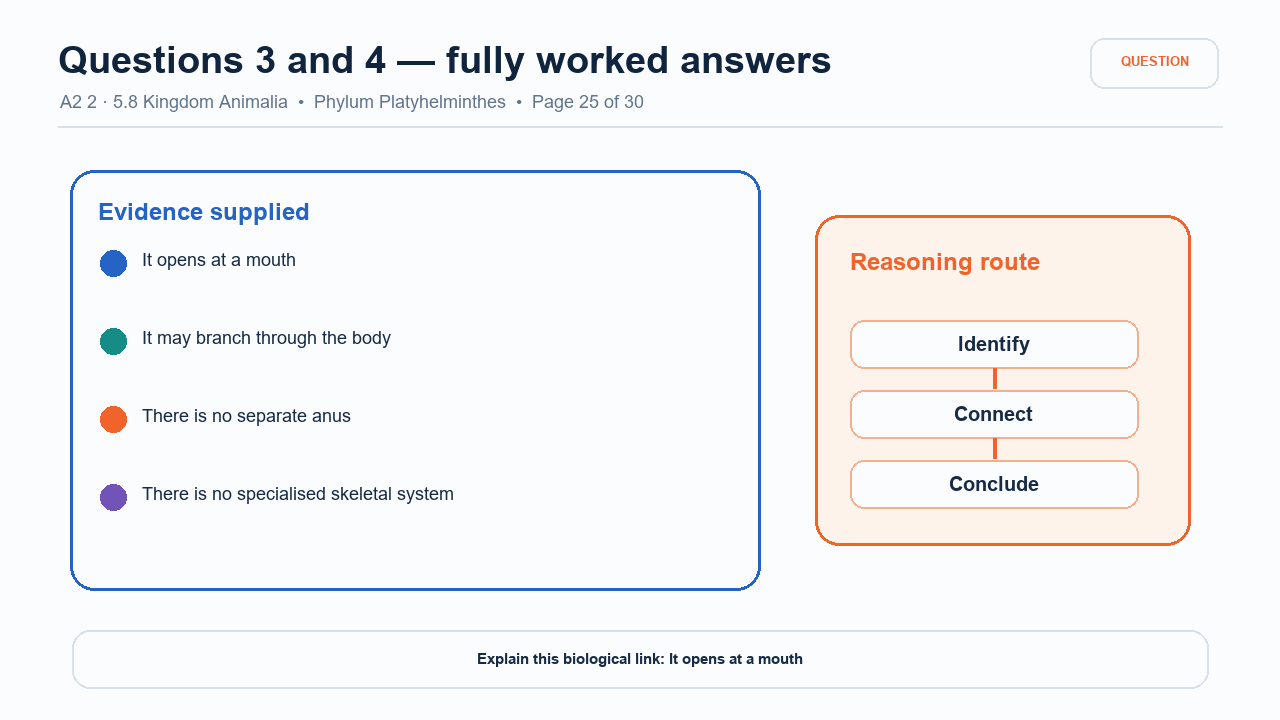 Questions 3 and 4 — fully worked answers
QUESTION
A2 2 · 5.8 Kingdom Animalia • Phylum Platyhelminthes • Page 25 of 30
Evidence supplied
It opens at a mouth
It may branch through the body
There is no separate anus
There is no specialised skeletal system
Reasoning route
Identify
Connect
Conclude
Explain this biological link: It opens at a mouth